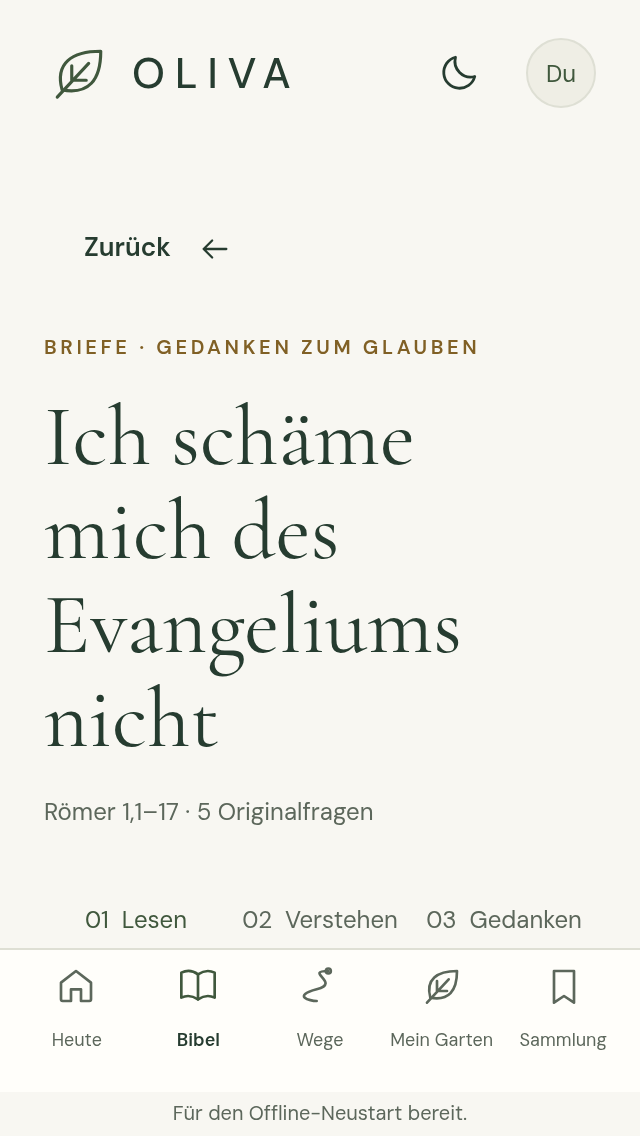 OLIVA
Du
Zurück ←
BRIEFE · GEDANKEN ZUM GLAUBEN
Ich schäme
mich des
Evangeliums
nicht
Römer 1,1–17 · 5 Originalfragen
01 Lesen 02 Verstehen 03 Gedanken
Heute Bibel Wege Mein Garten Sammlung
Für den Offline-Neustart bereit.